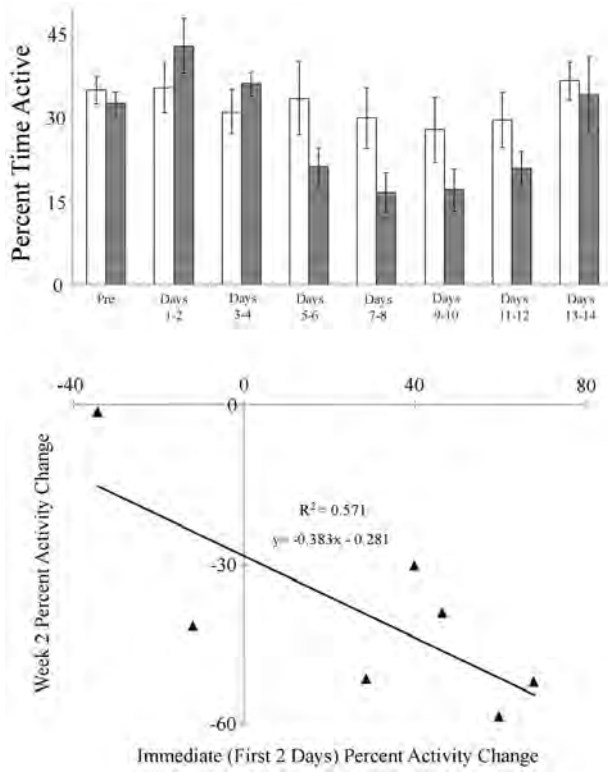 Percent Time Active
45
30
15
0
Pre
Days
1-2
Days
3-4
Days
5-6
Days
7-8
Days
9-10
Days
11-12
Days
13-14
-40
0
40
80
0
-30
-60
R² = 0.571
y= -0.383x - 0.281
Week 2 Percent Activity Change
Immediate (First 2 Days) Percent Activity Change